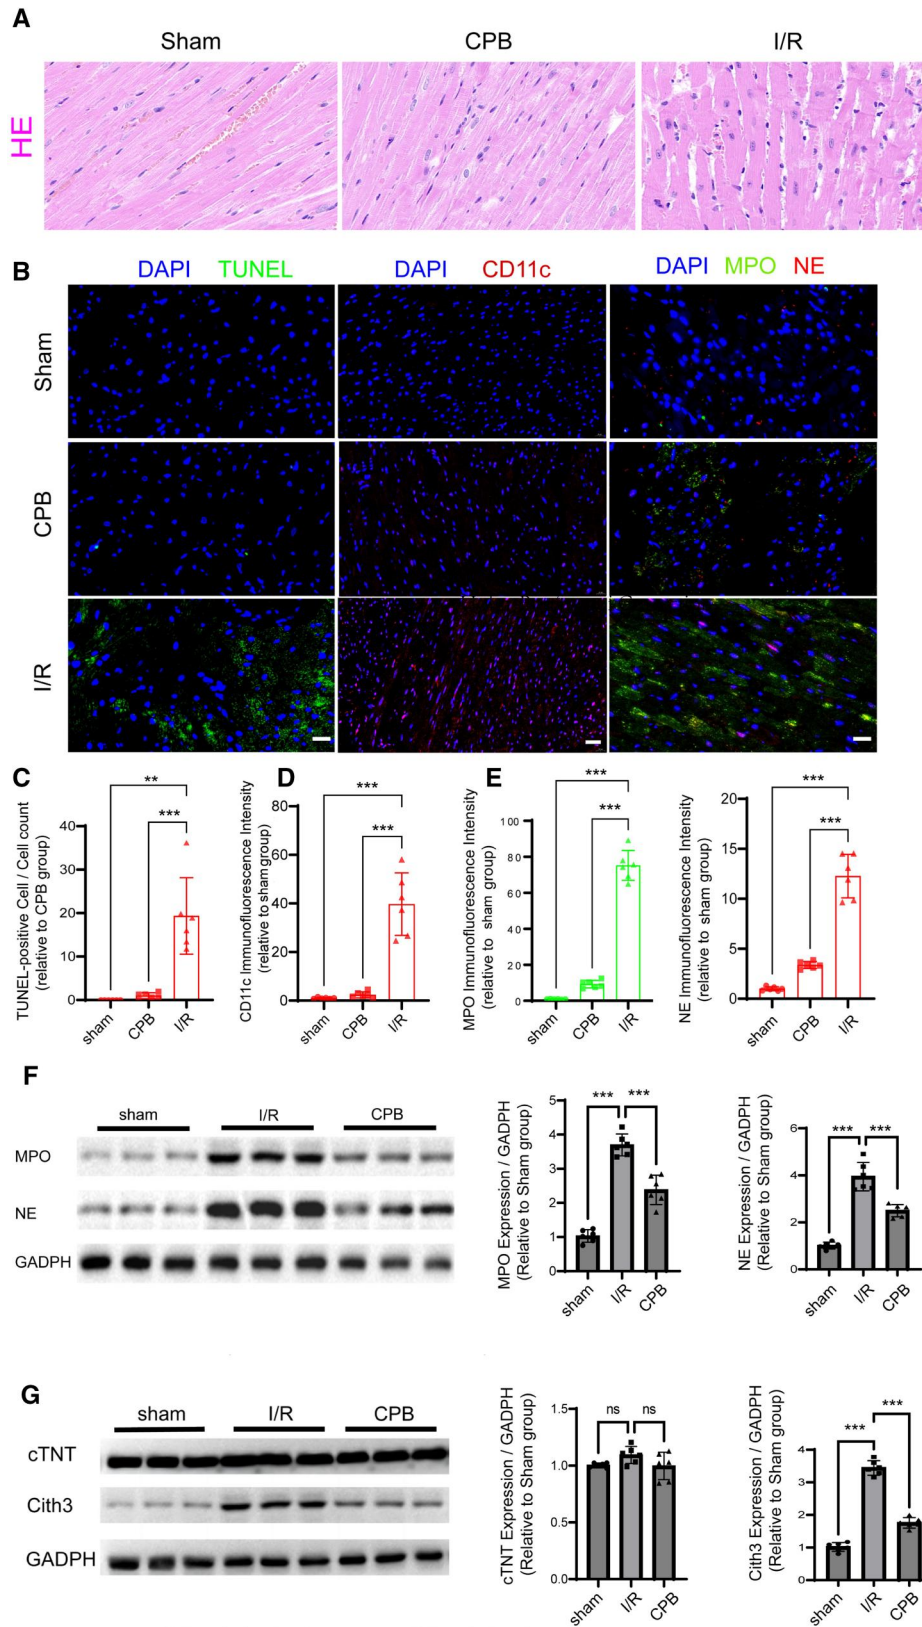 A
Sham CPB I/R
HE
B
DAPI TUNEL DAPI CD11c DAPI MPO NE
Sham
CPB
I/R
C D E
TUNEL-positive Cell / Cell count
(relative to CPB group)
40
30
20
10
0
** ***
sham CPB I/R
CD11c Immunofluorescence Intensity
(relative to sham group)
80
60
40
20
0
*** ***
sham CPB I/R
MPO Immunofluorescence Intensity
(relative to sham group)
100
80
60
40
20
0
*** ***
sham CPB I/R
NE Immunofluorescence Intensity
(relative to sham group)
20
15
10
5
0
*** ***
sham CPB I/R
F
sham I/R CPB
MPO
NE
GADPH
MPO Expression / GADPH
(Relative to Sham group)
5
4
3
2
1
0
*** ***
sham I/R CPB
NE Expression / GADPH
(Relative to Sham group)
6
4
2
0
*** ***
sham I/R CPB
G
sham I/R CPB
cTNT
Cith3
GADPH
cTNT Expression / GADPH
(Relative to Sham group)
1.5
1.0
0.5
0.0
ns ns
sham I/R CPB
Cith3 Expression / GADPH
(Relative to Sham group)
4
3
2
1
0
*** ***
sham I/R CPB